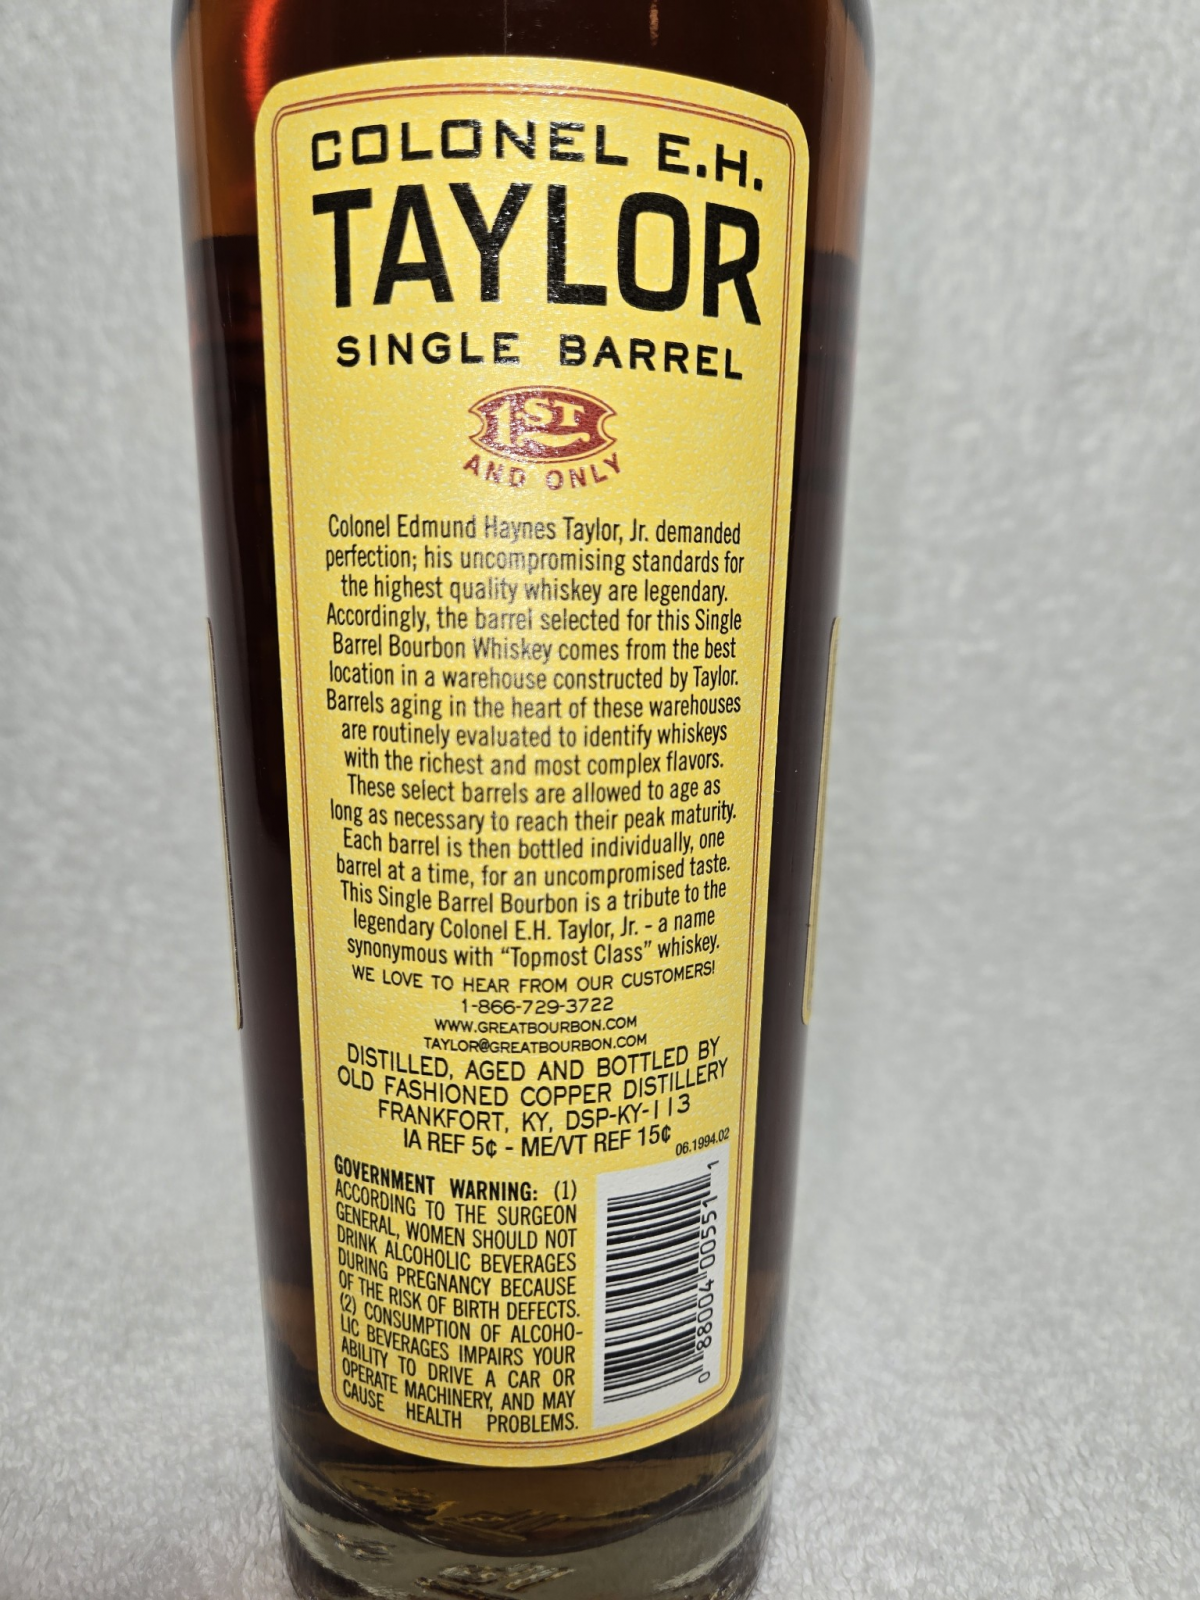 COLONEL E.H.
TAYLOR
SINGLE BARREL
1ST
AND ONLY
Colonel Edmund Haynes Taylor, Jr. demanded
perfection; his uncompromising standards for
the highest quality whiskey are legendary.
Accordingly, the barrel selected for this Single
Barrel Bourbon Whiskey comes from the best
location in a warehouse constructed by Taylor.
Barrels aging in the heart of these warehouses
are routinely evaluated to identify whiskeys
with the richest and most complex flavors.
These select barrels are allowed to age as
long as necessary to reach their peak maturity.
Each barrel is then bottled individually, one
barrel at a time, for an uncompromised taste.
This Single Barrel Bourbon is a tribute to the
legendary Colonel E.H. Taylor, Jr. - a name
synonymous with “Topmost Class” whiskey.
WE LOVE TO HEAR FROM OUR CUSTOMERS!
1-866-729-3722
WWW.GREATBOURBON.COM
TAYLOR@GREATBOURBON.COM
DISTILLED, AGED AND BOTTLED BY
OLD FASHIONED COPPER DISTILLERY
FRANKFORT, KY, DSP-KY-113
IA REF 5¢ - ME/VT REF 15¢
06.1994.02
GOVERNMENT WARNING: (1)
ACCORDING TO THE SURGEON
GENERAL, WOMEN SHOULD NOT
DRINK ALCOHOLIC BEVERAGES
DURING PREGNANCY BECAUSE
OF THE RISK OF BIRTH DEFECTS.
(2) CONSUMPTION OF ALCOHO-
LIC BEVERAGES IMPAIRS YOUR
ABILITY TO DRIVE A CAR OR
OPERATE MACHINERY, AND MAY
CAUSE HEALTH PROBLEMS.
0 88004 00551 1